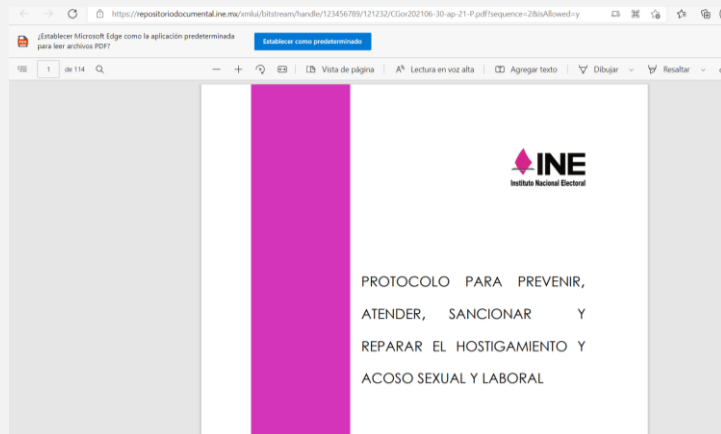 https://repositoriodocumental.ine.mx/xmlui/bitstream/handle/123456789/121232/CGor202106-30-ap-21-P.pdf?sequence=2&isAllowed=y
¿Establecer Microsoft Edge como la aplicación predeterminada
para leer archivos PDF?
Establecer como predeterminado
1 de 114 Vista de página Lectura en voz alta Agregar texto Dibujar Resaltar
INE
Instituto Nacional Electoral
PROTOCOLO PARA PREVENIR,
ATENDER, SANCIONAR Y
REPARAR EL HOSTIGAMIENTO Y
ACOSO SEXUAL Y LABORAL